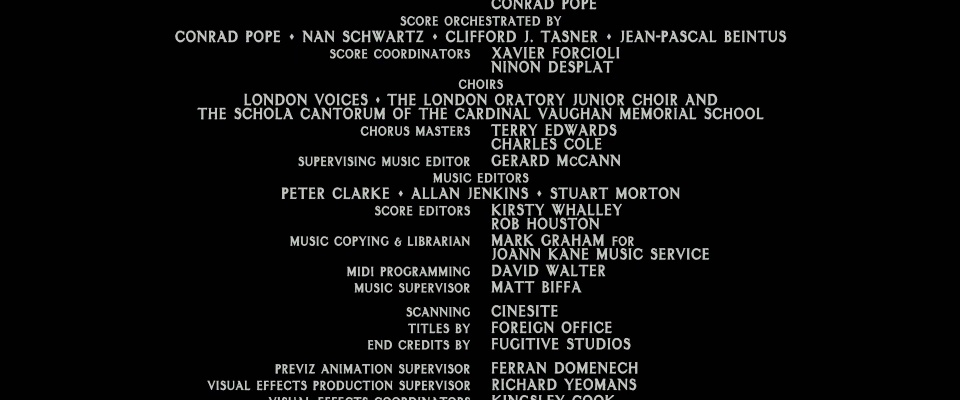 CONRAD POPE
SCORE ORCHESTRATED BY
CONRAD POPE • NAN SCHWARTZ • CLIFFORD J. TASNER • JEAN-PASCAL BEINTUS
SCORE COORDINATORS XAVIER FORCIOLI
NINON DESPLAT
CHOIRS
LONDON VOICES • THE LONDON ORATORY JUNIOR CHOIR AND
THE SCHOLA CANTORUM OF THE CARDINAL VAUGHAN MEMORIAL SCHOOL
CHORUS MASTERS TERRY EDWARDS
CHARLES COLE
SUPERVISING MUSIC EDITOR GERARD McCANN
MUSIC EDITORS
PETER CLARKE • ALLAN JENKINS • STUART MORTON
SCORE EDITORS KIRSTY WHALLEY
ROB HOUSTON
MUSIC COPYING & LIBRARIAN MARK GRAHAM FOR
JOANN KANE MUSIC SERVICE
MIDI PROGRAMMING DAVID WALTER
MUSIC SUPERVISOR MATT BIFFA
SCANNING CINESITE
TITLES BY FOREIGN OFFICE
END CREDITS BY FUGITIVE STUDIOS
PREVIZ ANIMATION SUPERVISOR FERRAN DOMENECH
VISUAL EFFECTS PRODUCTION SUPERVISOR RICHARD YEOMANS
VISUAL EFFECTS COORDINATORS KINGSLEY COOK